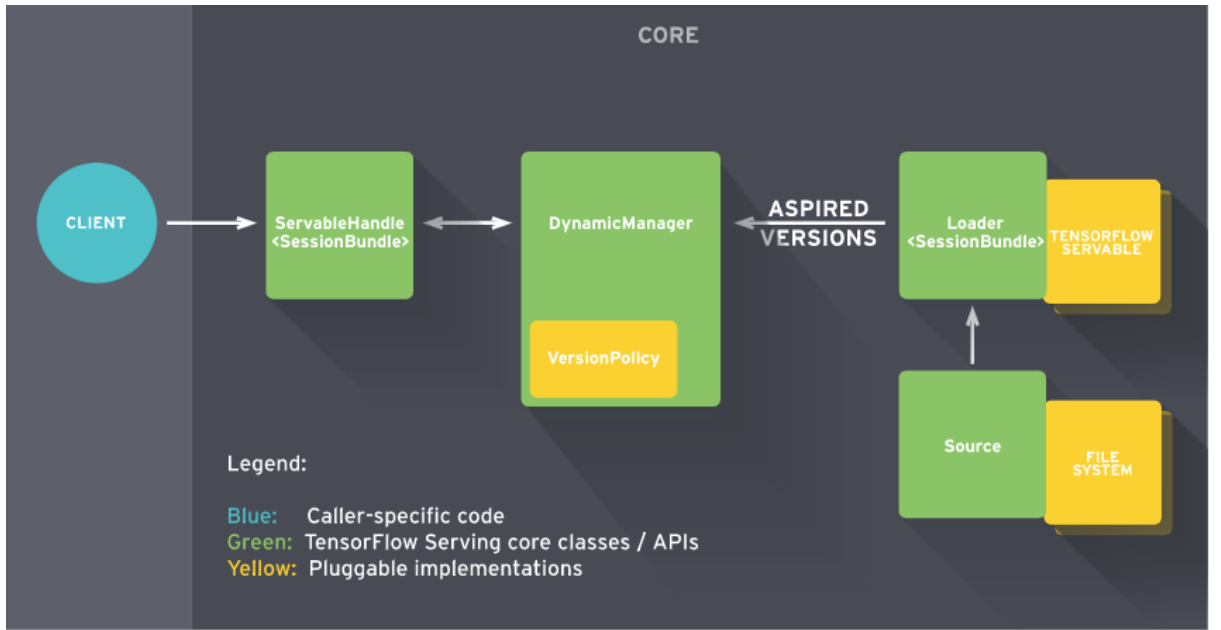 CORE
CLIENT
ServableHandle
<SessionBundle>
DynamicManager
VersionPolicy
ASPIRED
VERSIONS
Loader
<SessionBundle>
TENSORFLOW
SERVABLE
Source
FILE
SYSTEM
Legend:
Blue: Caller-specific code
Green: TensorFlow Serving core classes / APIs
Yellow: Pluggable implementations